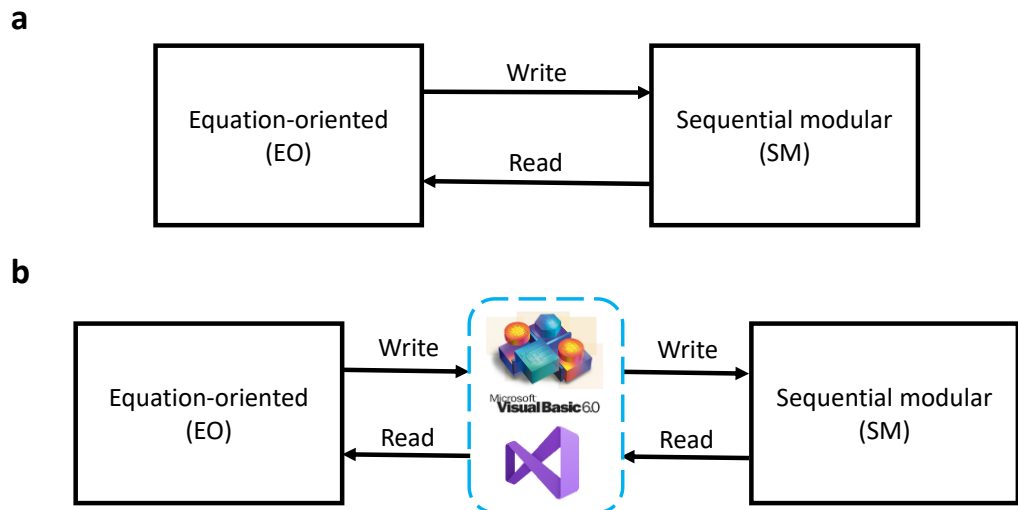 a
Write
Equation-oriented
(EO)
Sequential modular
(SM)
Read
b
Write
Write
Microsoft
Visual Basic 6.0
Equation-oriented
(EO)
Sequential modular
(SM)
Read
Read